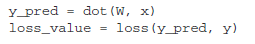 y_pred = dot(W, x)
loss_value = loss(y_pred, y)